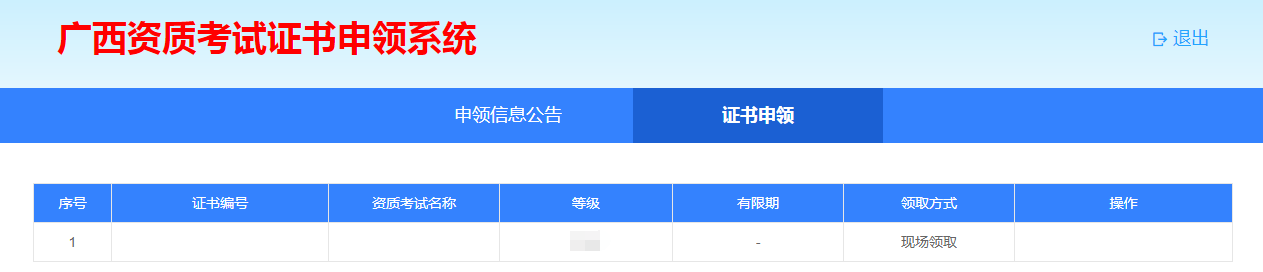 广西资质考试证书申领系统
退出
申领信息公告 证书申领
序号 证书编号 资质考试名称 等级 有限期 领取方式 操作
1 - 现场领取